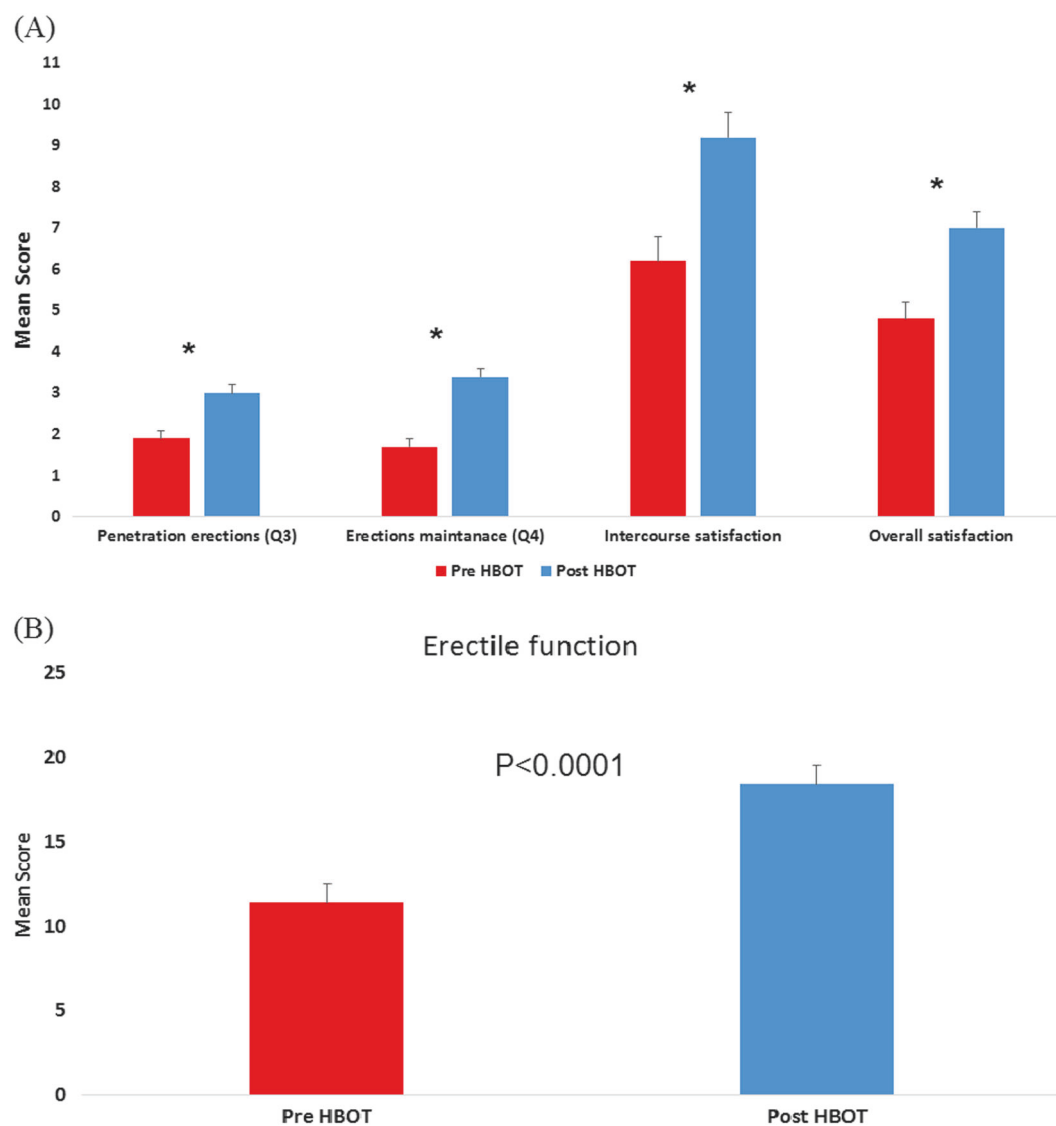 (A)
11
10
9
8
7
6
5
4
3
2
1
0
Mean Score
*
*
*
*
Penetration erections (Q3)
Erections maintanace (Q4)
Intercourse satisfaction
Overall satisfaction
Pre HBOT
Post HBOT
(B)
Erectile function
25
20
15
10
5
0
Mean Score
P<0.0001
Pre HBOT
Post HBOT